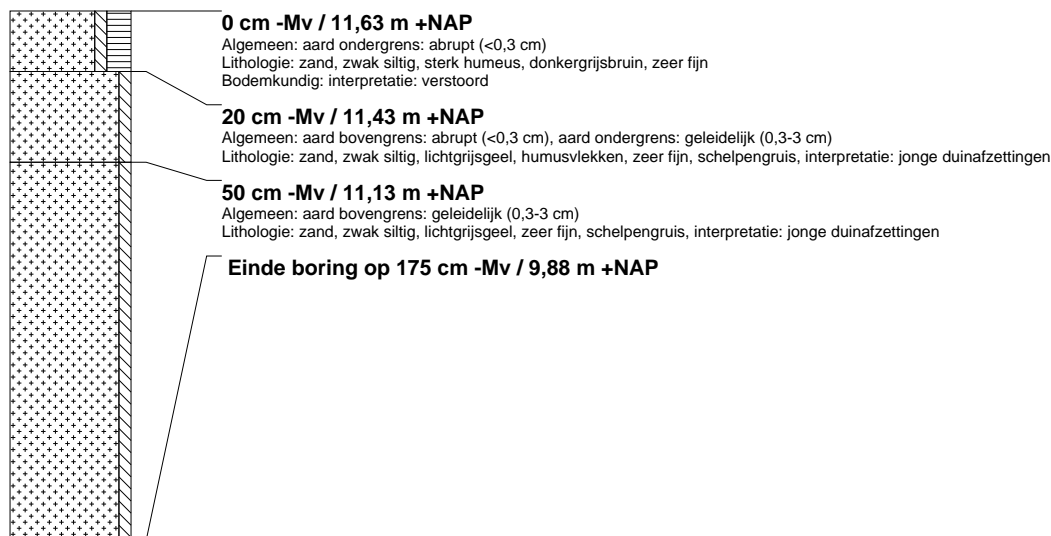 0 cm -Mv / 11,63 m +NAP
Algemeen: aard ondergrens: abrupt (<0,3 cm)
Lithologie: zand, zwak siltig, sterk humeus, donkergrijsbruin, zeer fijn
Bodemkundig: interpretatie: verstoord
20 cm -Mv / 11,43 m +NAP
Algemeen: aard bovengrens: abrupt (<0,3 cm), aard ondergrens: geleidelijk (0,3-3 cm)
Lithologie: zand, zwak siltig, lichtgrijsgeel, humusvlekken, zeer fijn, schelpengruis, interpretatie: jonge duinafzettingen
50 cm -Mv / 11,13 m +NAP
Algemeen: aard bovengrens: geleidelijk (0,3-3 cm)
Lithologie: zand, zwak siltig, lichtgrijsgeel, zeer fijn, schelpengruis, interpretatie: jonge duinafzettingen
Einde boring op 175 cm -Mv / 9,88 m +NAP